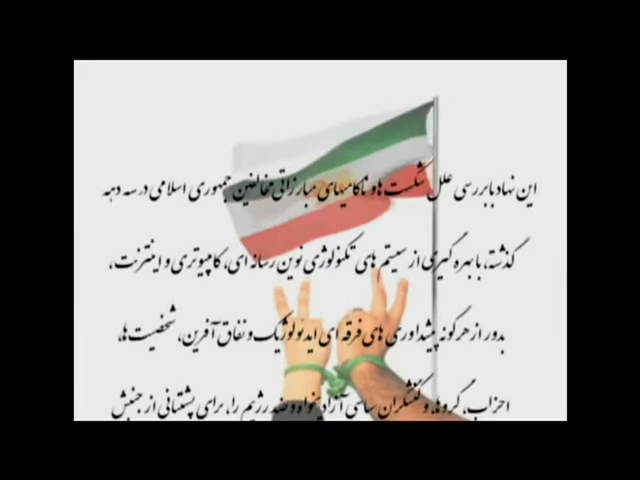 این نهاد با بررسی علل شکست ها و ناکامیهای مبارزاتی مخالفین جمهوری اسلامی در سه دهه
گذشته، با بهره گیری از سیستم های تکنولوژی نوین رسانه ای، کامپیوتری و اینترنت،
بدور از هرگونه پیشداوری های فرقه ای ایدئولوژیک و نفاق آفرین، شخصیت ها،
احزاب، گروها، و کنشگران سیاسی آزادیخواه و ضد رژیم را، برای پشتیبانی از جنبش